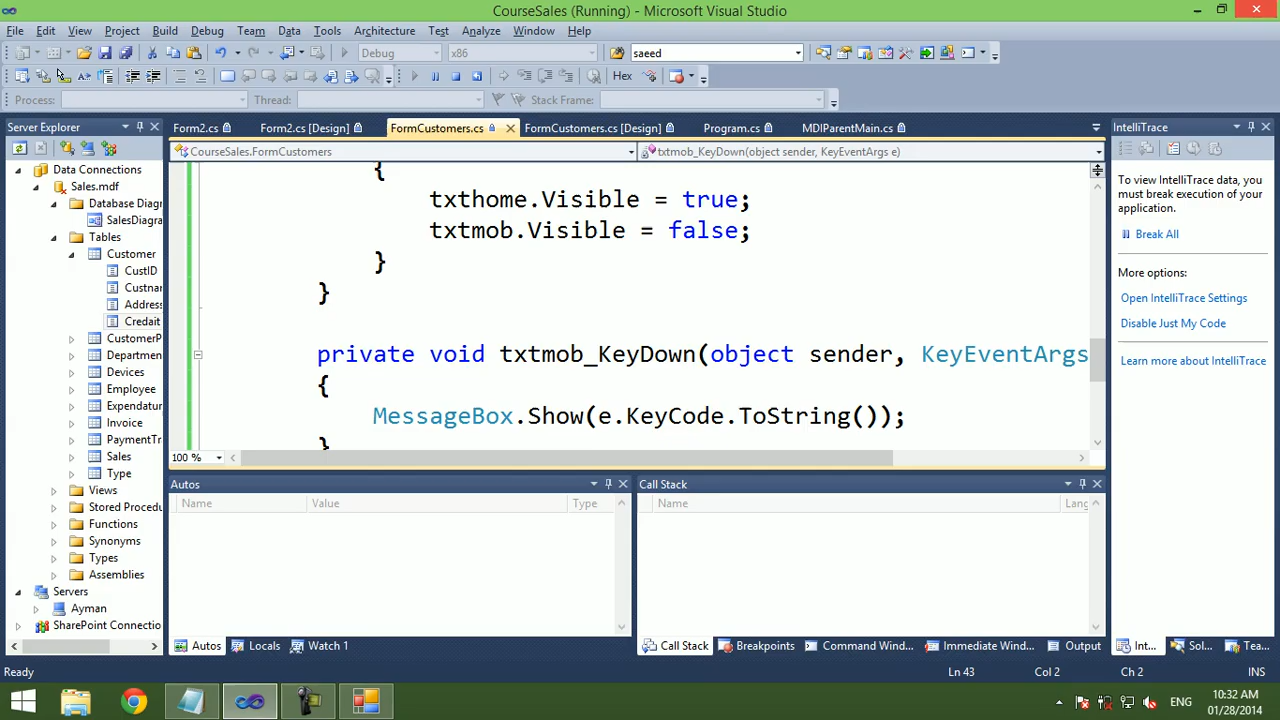 CourseSales (Running) - Microsoft Visual Studio
File Edit View Project Build Debug Team Data Tools Architecture Test Analyze Window Help
Debug x86 saeed
Hex
Process: Thread: Stack Frame:
Server Explorer
Data Connections
Sales.mdf
Database Diagr
SalesDiagra
Tables
Customer
CustID
Custnar
Address
Credait
CustomerP
Departmen
Devices
Employee
Expendatur
Invoice
PaymentTr
Sales
Type
Views
Stored Procedu
Functions
Synonyms
Types
Assemblies
Servers
Ayman
SharePoint Connectio
Form2.cs Form2.cs [Design] FormCustomers.cs FormCustomers.cs [Design] Program.cs MDIParentMain.cs
CourseSales.FormCustomers txtmob_KeyDown(object sender, KeyEventArgs e)
{
txthome.Visible = true;
txtmob.Visible = false;
}
}
private void txtmob_KeyDown(object sender, KeyEventArgs
{
MessageBox.Show(e.KeyCode.ToString());
}
100 %
Autos
Name Value Type
Autos Locals Watch 1
Call Stack
Name Lang
Call Stack Breakpoints Command Wind... Immediate Wind... Output
IntelliTrace
To view IntelliTrace data, you
must break execution of your
application.
Break All
More options:
Open IntelliTrace Settings
Disable Just My Code
Learn more about IntelliTrace
Int... Sol... Tea...
Ready Ln 43 Col 2 Ch 2 INS
ENG
10:32 AM
01/28/2014